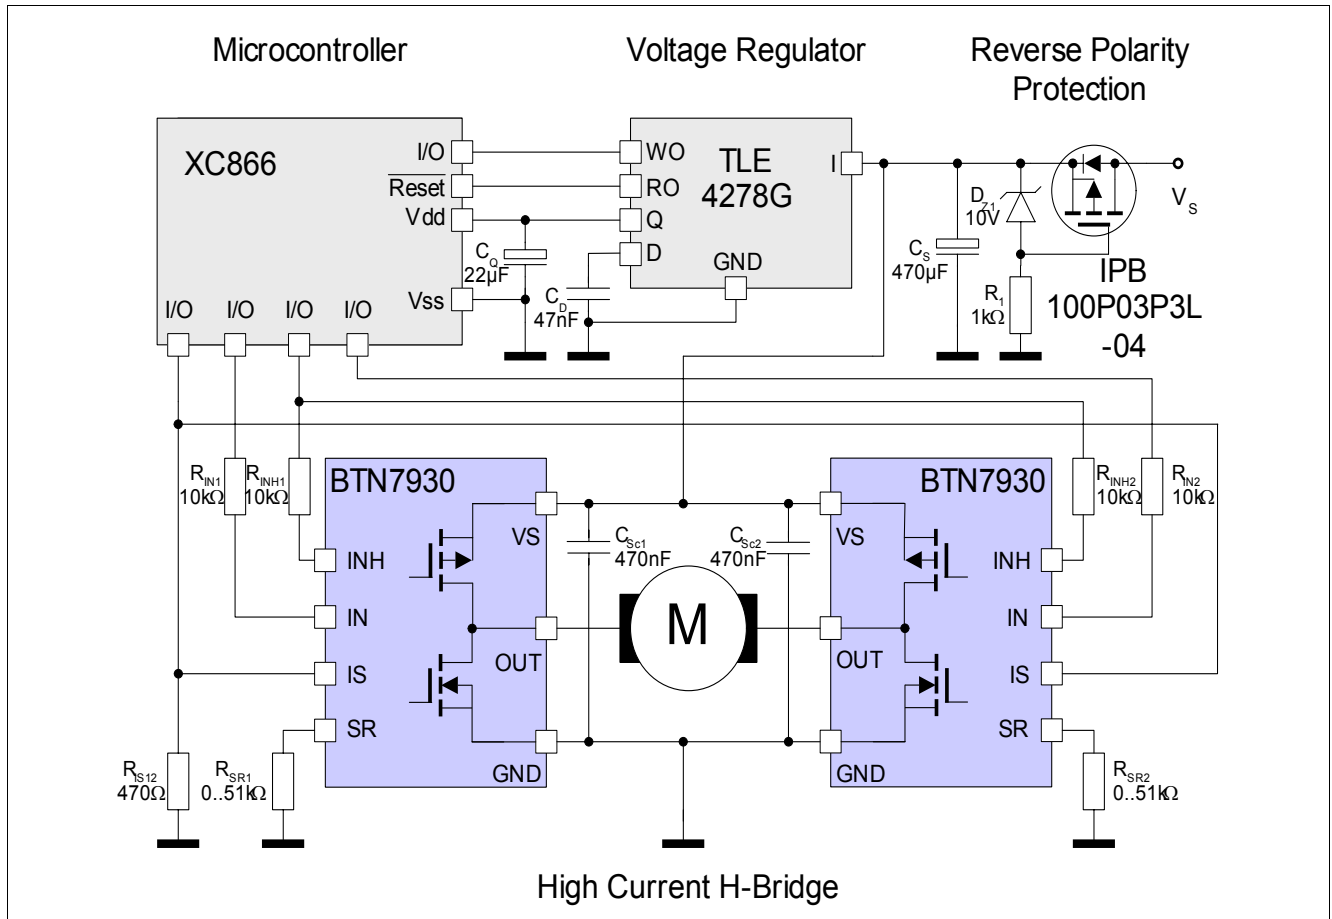 Microcontroller
Voltage Regulator
Reverse Polarity
Protection
XC866
I/O
Reset
Vdd
Vss
I/O
I/O
I/O
I/O
WO
RO
Q
D
TLE
4278G
I
GND
C_Q
22µF
C_D
47nF
C_S
470µF
D_Z1
10V
R_1
1kΩ
V_S
IPB
100P03P3L
-04
R_IN1
10kΩ
R_INH1
10kΩ
BTN7930
VS
INH
IN
IS
SR
OUT
GND
C_Sc1
470nF
C_Sc2
470nF
M
BTN7930
VS
INH
IN
IS
SR
OUT
GND
R_INH2
10kΩ
R_IN2
10kΩ
R_IS12
470Ω
R_SR1
0..51kΩ
R_SR2
0..51kΩ
High Current H-Bridge